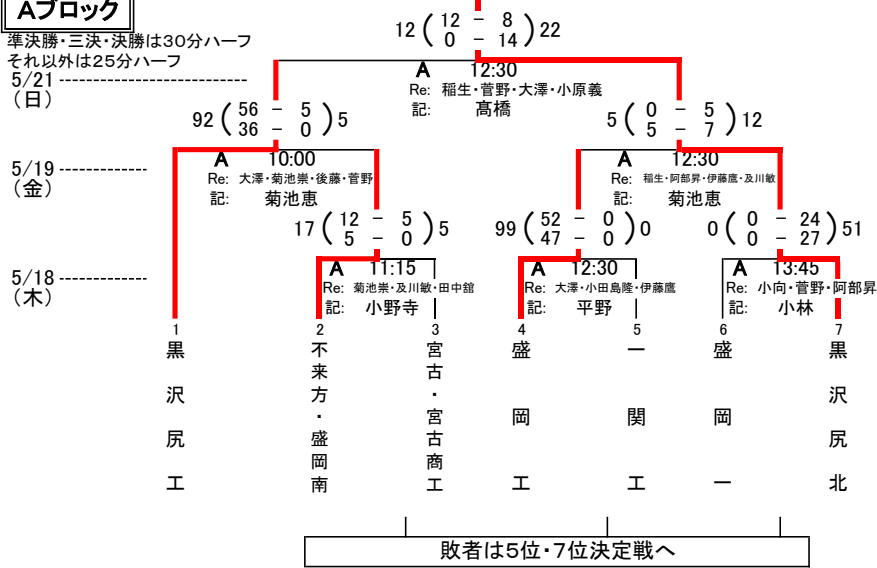 Aブロック
準決勝・三決・決勝は30分ハーフ
それ以外は25分ハーフ
12 ( 12 - 8 ) 22
0 - 14
A 12:30
Re: 稲生・菅野・大澤・小原義
記: 髙橋
5/21
(日)
92 ( 56 - 5 ) 5
36 - 0
A 10:00
Re: 大澤・菊池崇・後藤・菅野
記: 菊池恵
5 ( 0 - 5 ) 12
5 - 7
A 12:30
Re: 稲生・阿部昇・伊藤鷹・及川敏
記: 菊池恵
5/19
(金)
17 ( 12 - 5 ) 5
5 - 0
A 11:15
Re: 菊池崇・及川敏・田中舘
記: 小野寺
99 ( 52 - 0 ) 0
47 - 0
A 12:30
Re: 大澤・小田島隆・伊藤鷹
記: 平野
0 ( 0 - 24 ) 51
0 - 27
A 13:45
Re: 小向・菅野・阿部昇
記: 小林
5/18
(木)
1
黒沢尻工
2
不来方・盛岡南
3
宮古・宮古商工
4
盛岡工
5
一関工
6
盛岡一
7
黒沢尻北
敗者は5位・7位決定戦へ